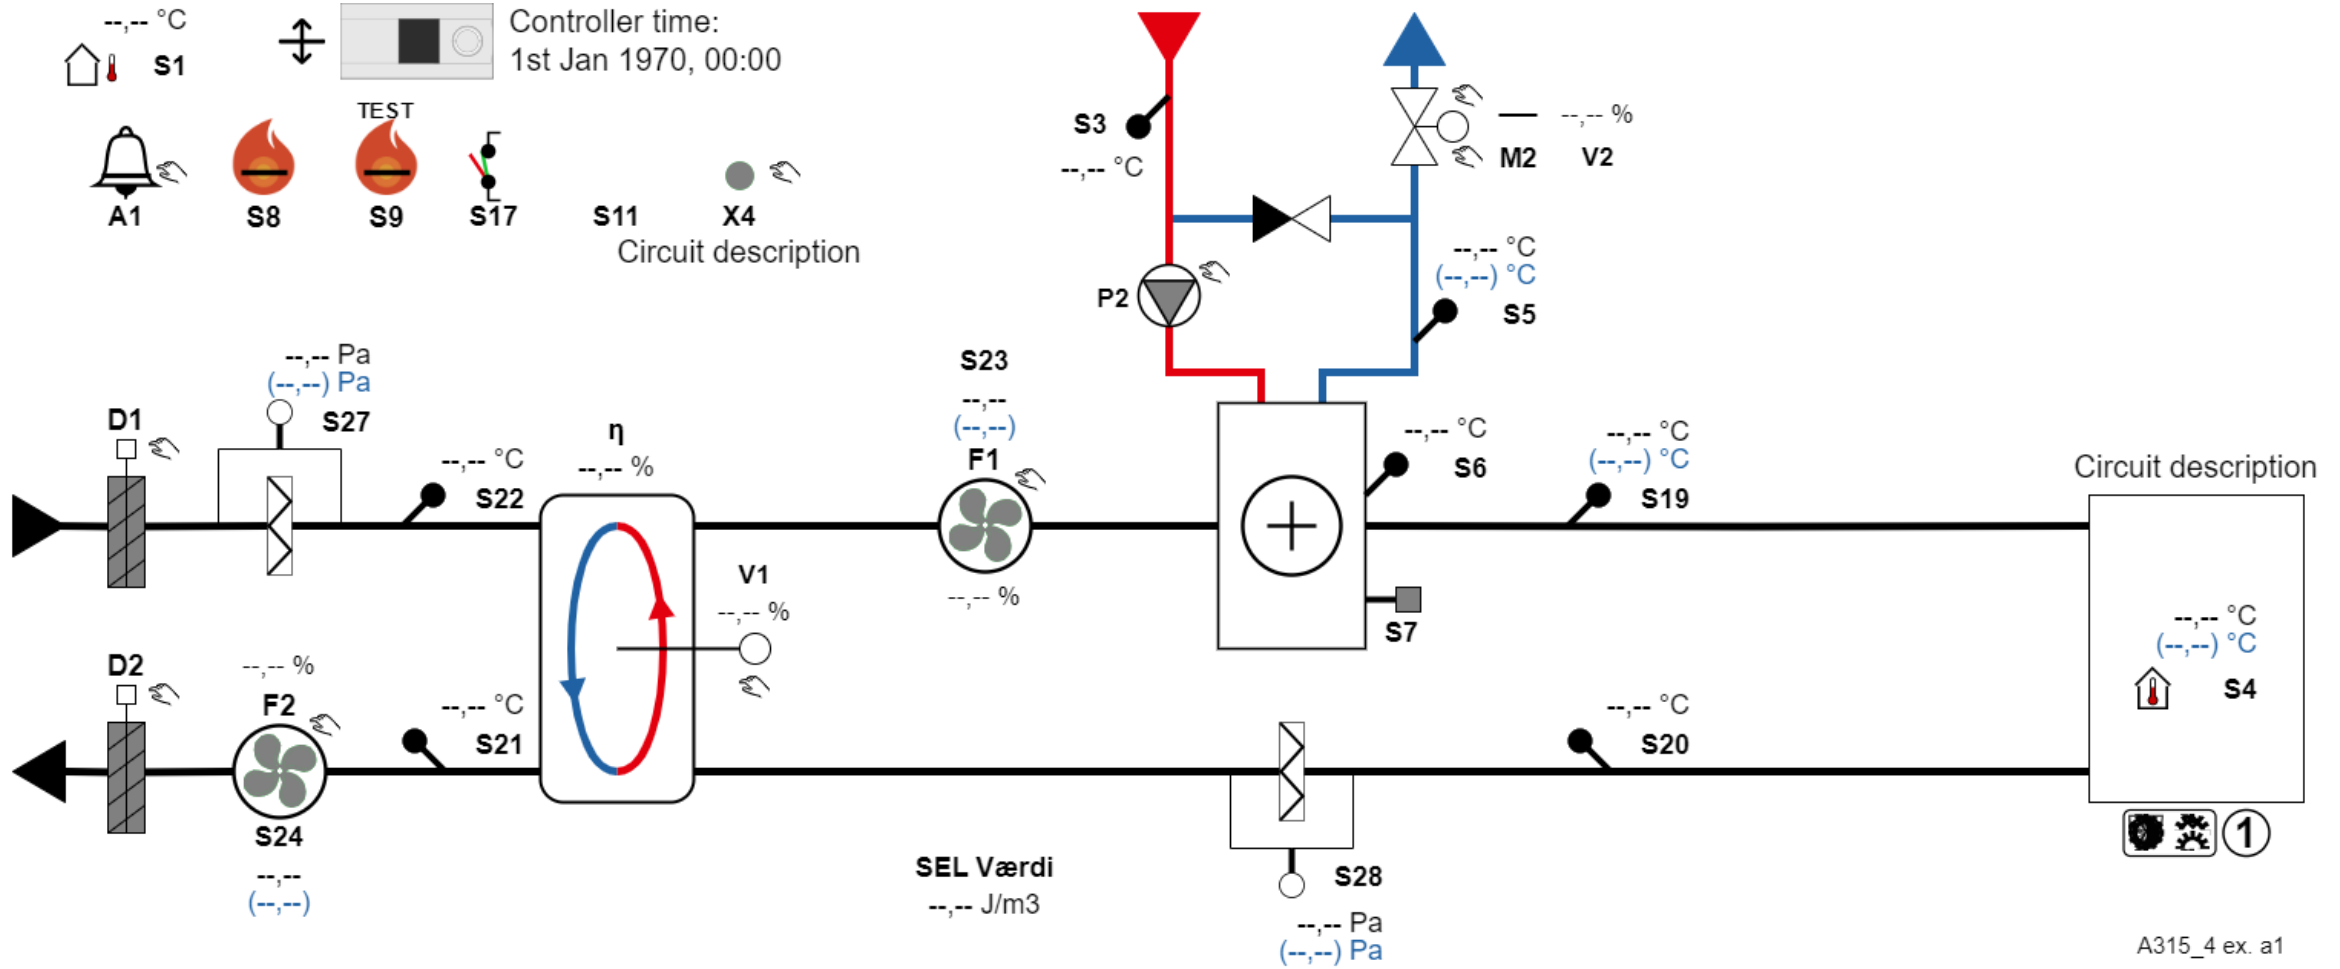 --,-- °C
S1
Controller time:
1st Jan 1970, 00:00
TEST
A1
S8
S9
S17
S11
X4
Circuit description
S3
--,-- °C
--,-- %
M2
V2
--,-- °C
(--,--) °C
S5
P2
--,-- Pa
(--,--) Pa
S27
D1
--,-- °C
S22
η
--,-- %
S23
--,--
(--,--)
F1
--,-- %
--,-- °C
S6
--,-- °C
(--,--) °C
S19
Circuit description
V1
--,-- %
S7
--,-- °C
(--,--) °C
S4
D2
--,-- %
F2
S24
--,--
(--,--)
--,-- °C
S21
--,-- °C
S20
SEL Værdi
--,-- J/m3
S28
--,-- Pa
(--,--) Pa
1
A315_4 ex. a1